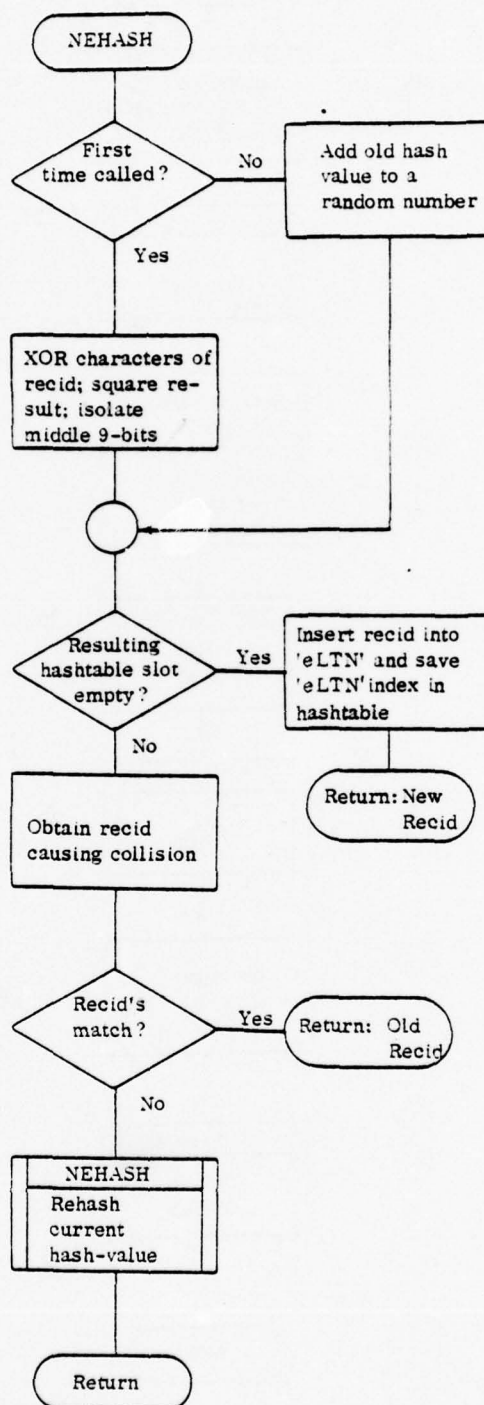 NEHASH
First
time called?
No
Add old hash
value to a
random number
Yes
XOR characters of
recid; square re-
sult; isolate
middle 9-bits
Resulting
hashtable slot
empty?
Yes
Insert recid into
'eLTN' and save
'eLTN' index in
hashtable
No
Return: New
Recid
Obtain recid
causing collision
Recid's
match?
Yes
Return: Old
Recid
No
NEHASH
Rehash
current
hash-value
Return